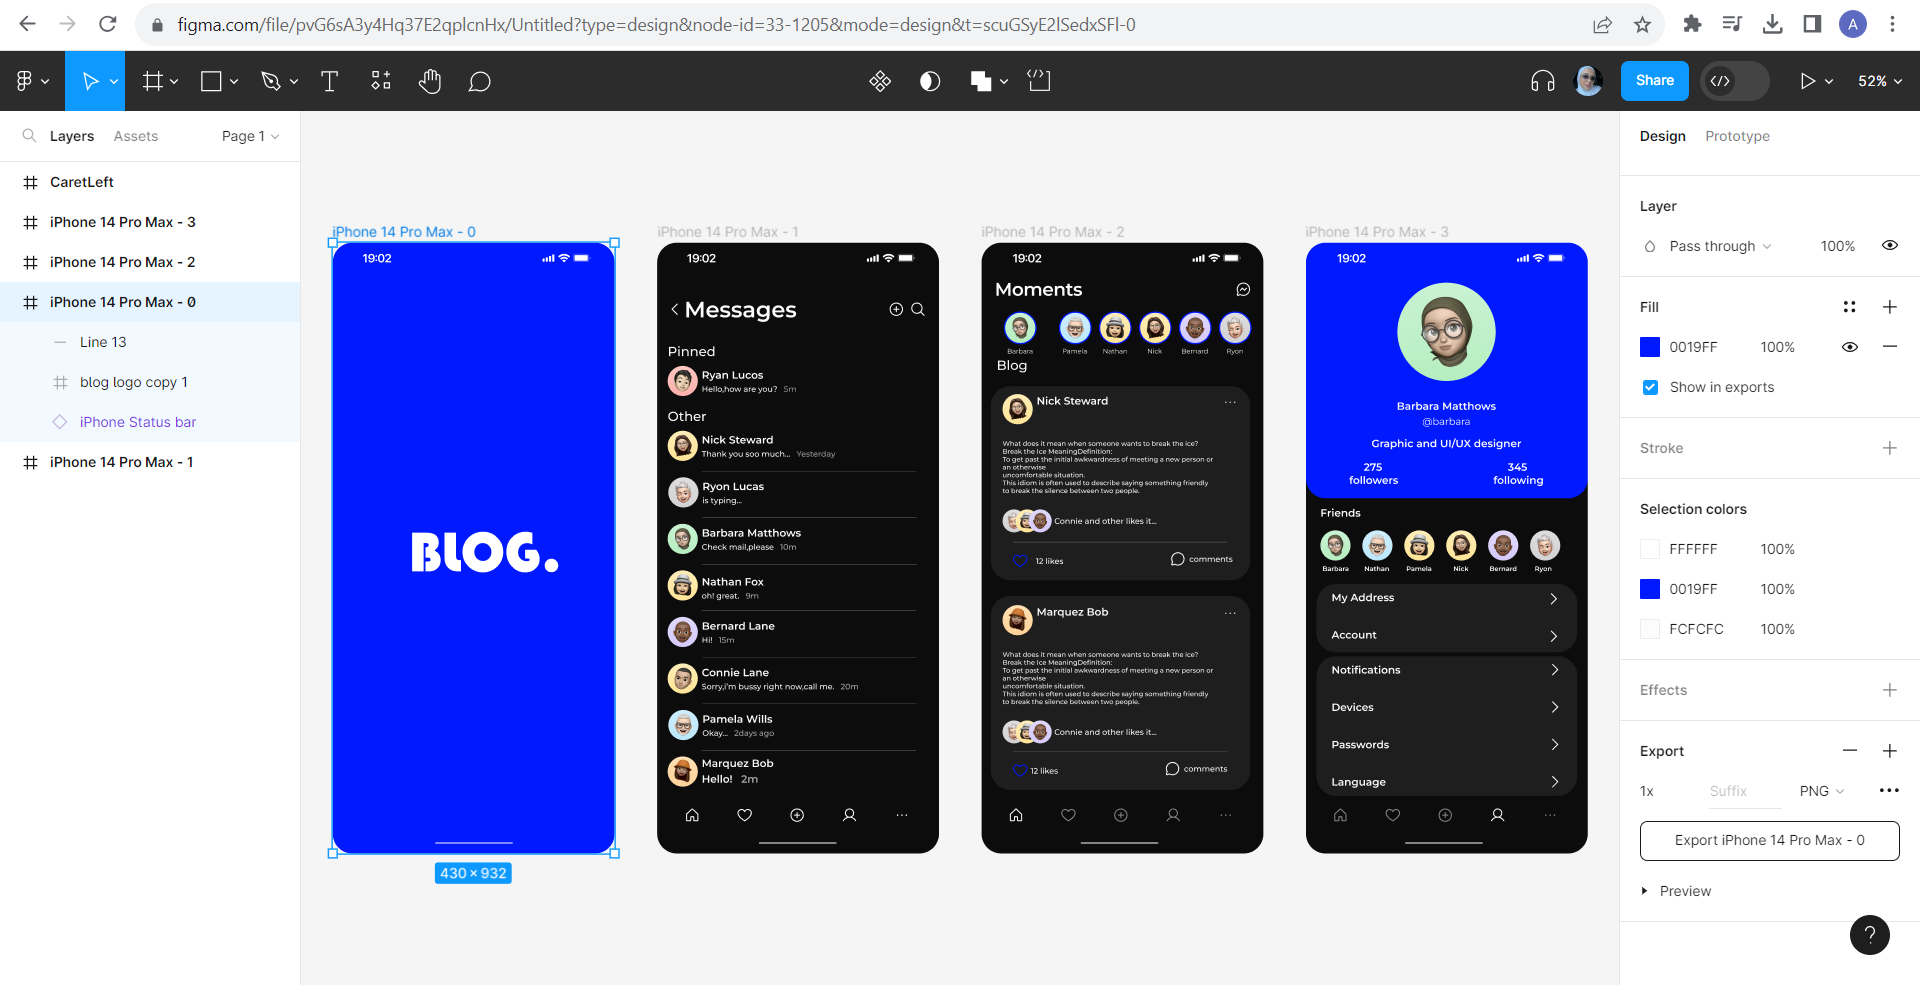 figma.com/file/pvG6sA3y4Hq37E2qplcnHx/Untitled?type=design&node-id=33-1205&mode=design&t=scuGSyE2lSedxSFl-0
A
Share
52%
Layers
Assets
Page 1
CaretLeft
iPhone 14 Pro Max - 3
iPhone 14 Pro Max - 2
iPhone 14 Pro Max - 0
Line 13
blog logo copy 1
iPhone Status bar
iPhone 14 Pro Max - 1
iPhone 14 Pro Max - 0
19:02
BLOG.
430 × 932
iPhone 14 Pro Max - 1
19:02
Messages
Pinned
Ryan Lucos
Hello,how are you? 5m
Other
Nick Steward
Thank you soo much... Yesterday
Ryon Lucas
is typing...
Barbara Matthows
Check mail,please 10m
Nathan Fox
oh! great. 9m
Bernard Lane
Hi! 15m
Connie Lane
Sorry,i'm bussy right now,call me. 20m
Pamela Wills
Okay... 2days ago
Marquez Bob
Hello! 2m
iPhone 14 Pro Max - 2
19:02
Moments
Barbara
Pamela
Nathan
Nick
Bernard
Ryon
Blog
Nick Steward
What does it mean when someone wants to break the ice?
Break the Ice MeaningDefinition:
To get past the initial awkwardness of meeting a new person or
an otherwise
uncomfortable situation.
This idiom is often used to describe saying something friendly
to break the silence between two people.
Connie and other likes it...
12 likes
comments
Marquez Bob
What does it mean when someone wants to break the ice?
Break the Ice MeaningDefinition:
To get past the initial awkwardness of meeting a new person or
an otherwise
uncomfortable situation.
This idiom is often used to describe saying something friendly
to break the silence between two people.
Connie and other likes it...
12 likes
comments
iPhone 14 Pro Max - 3
19:02
Barbara Matthows
@barbara
Graphic and UI/UX designer
275
followers
345
following
Friends
Barbara
Nathan
Pamela
Nick
Bernard
Ryon
My Address
Account
Notifications
Devices
Passwords
Language
Design
Prototype
Layer
Pass through
100%
Fill
0019FF
100%
Show in exports
Stroke
Selection colors
FFFFFF
100%
0019FF
100%
FCFCFC
100%
Effects
Export
1x
Suffix
PNG
Export iPhone 14 Pro Max - 0
Preview
?